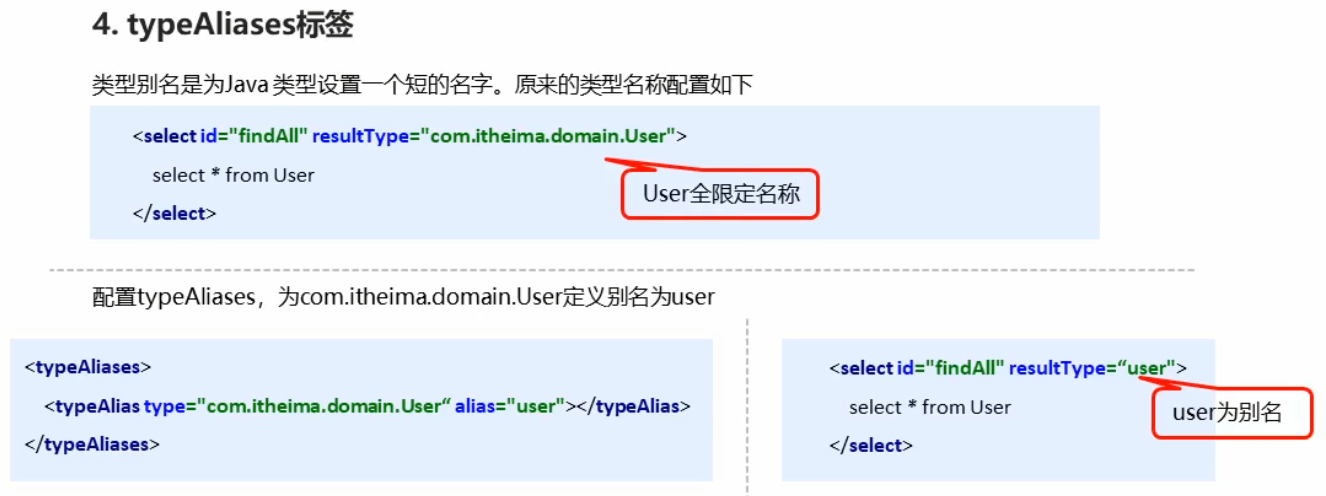 4. typeAliases标签
类型别名是为Java 类型设置一个短的名字。原来的类型名称配置如下
<select id="findAll" resultType="com.itheima.domain.User">
select * from User
User全限定名称
</select>
配置typeAliases，为com.itheima.domain.User定义别名为user
<typeAliases>
<typeAlias type="com.itheima.domain.User“ alias="user"></typeAlias>
</typeAliases>
<select id="findAll" resultType=“user">
select * from User
user为别名
</select>